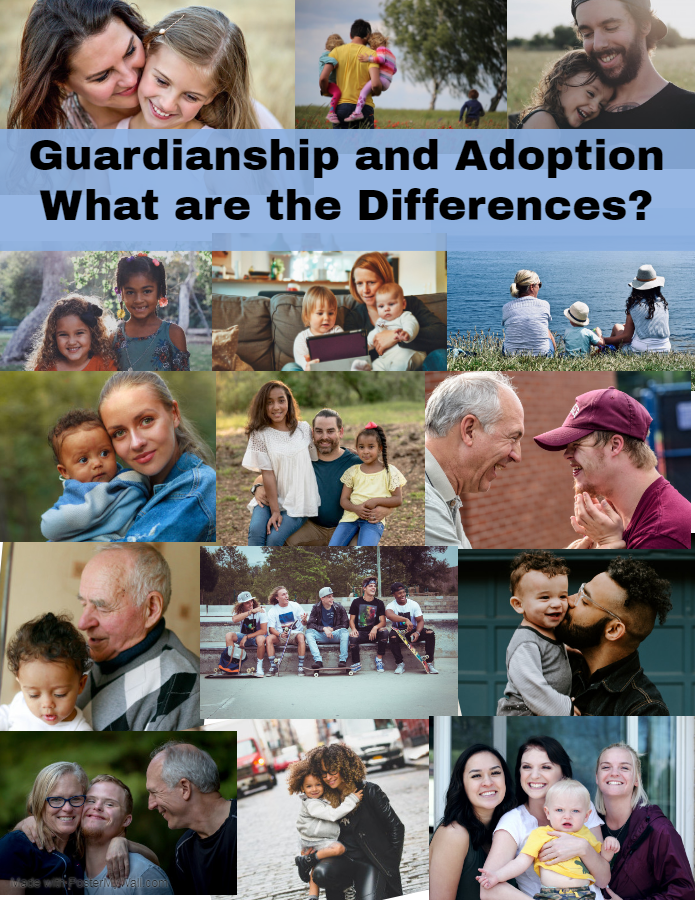 Guardianship and Adoption
What are the Differences?
Made with PosterMyWall.com